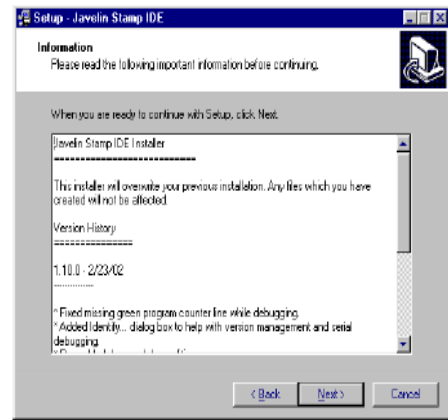 Setup - Javelin Stamp IDE
Information
Please read the following important information before continuing.
When you are ready to continue with Setup, click Next.
Javelin Stamp IDE Installer
===========================
This installer will overwrite your previous installation. Any files which you have
created will not be affected.
Version History
===============
1.10.0 - 2/23/02
--------------
* Fixed missing green program counter line while debugging.
* Added Identify... dialog box to help with version management and serial
debugging.
< Back
Next >
Cancel